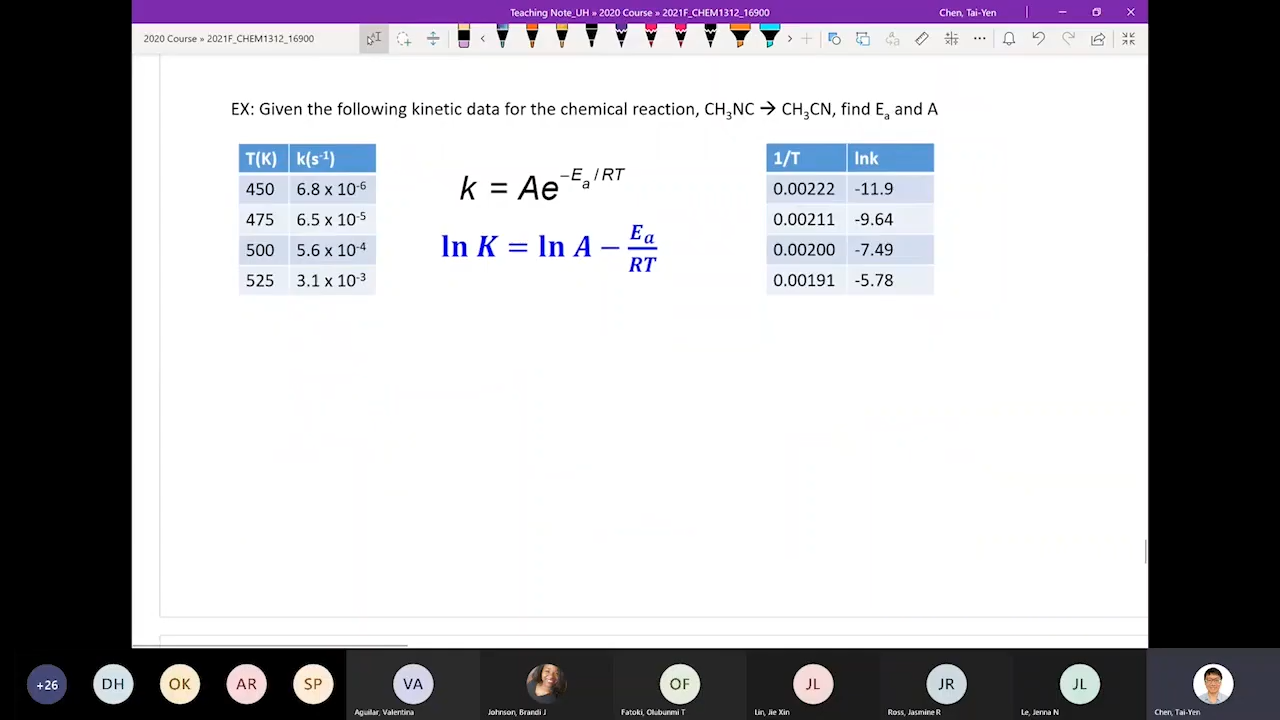 Teaching Note_UH » 2020 Course » 2021F_CHEM1312_16900
Chen, Tai-Yen
2020 Course » 2021F_CHEM1312_16900
EX: Given the following kinetic data for the chemical reaction, CH₃NC → CH₃CN, find Eₐ and A
T(K) k(s⁻¹)
450 6.8 x 10⁻⁶
475 6.5 x 10⁻⁵
500 5.6 x 10⁻⁴
525 3.1 x 10⁻³
k = Ae^(–Eₐ / RT)
ln K = ln A − Eₐ/RT
1/T lnk
0.00222 -11.9
0.00211 -9.64
0.00200 -7.49
0.00191 -5.78
+26 DH OK AR SP VA OF JL JR JL
Aguilar, Valentina Johnson, Brandi J Fatoki, Olubunmi T Lin, Jie Xin Ross, Jasmine R Le, Jenna N Chen, Tai-Yen